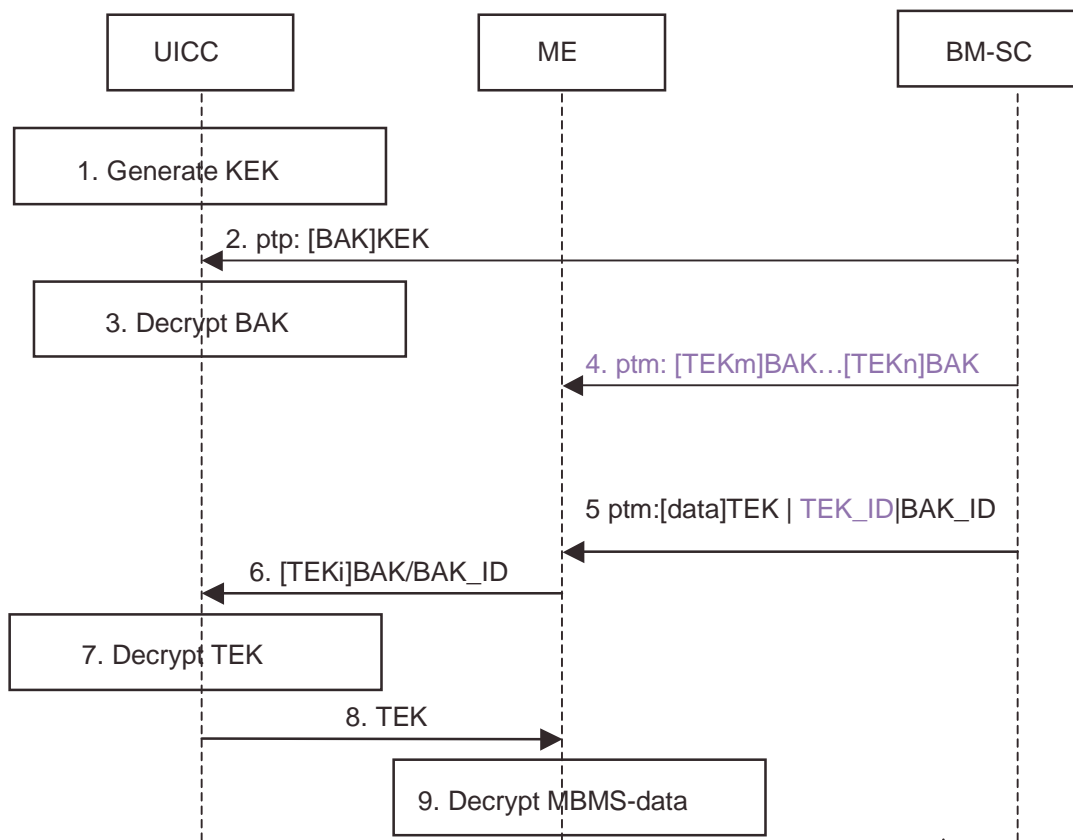 UICC
ME
BM-SC
1. Generate KEK
2. ptp: [BAK]KEK
3. Decrypt BAK
4. ptm: [TEKm]BAK…[TEKn]BAK
5 ptm:[data]TEK | TEK_ID|BAK_ID
6. [TEKi]BAK/BAK_ID
7. Decrypt TEK
8. TEK
9. Decrypt MBMS-data